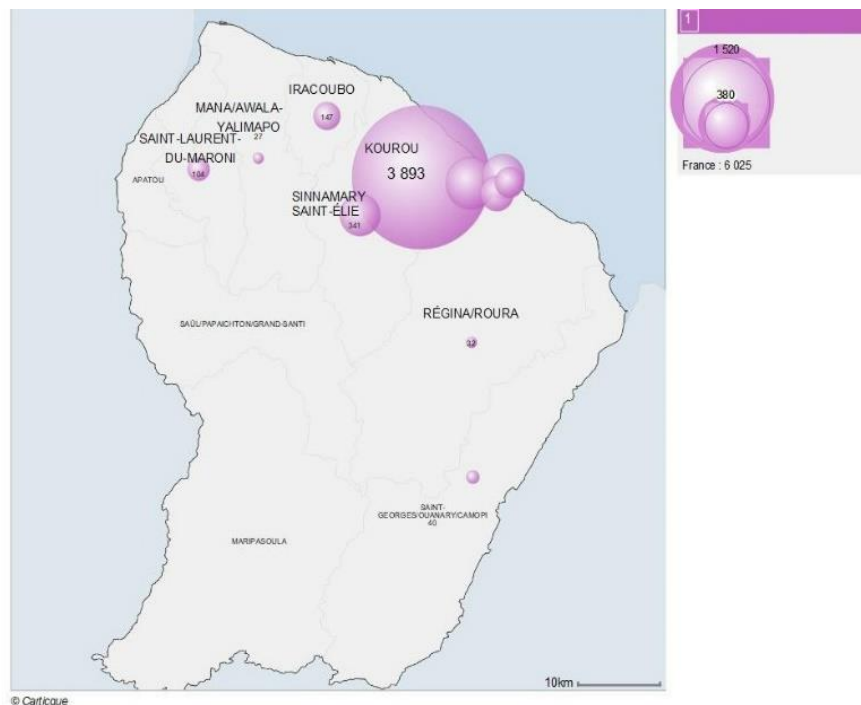 1
1 520
380
France : 6 025
IRACOUBO
147
MANA/AWALA-
YALIMAPO
27
SAINT-LAURENT-
DU-MARONI
104
APATOU
KOUROU
3 893
SINNAMARY
SAINT-ÉLIE
341
RÉGINA/ROURA
SAÜL/PAPAICHTON/GRAND-SANTI
SAINT-
GEORGES/OUANARY/CAMOPI
40
MARIPASOULA
10km
© Carticque